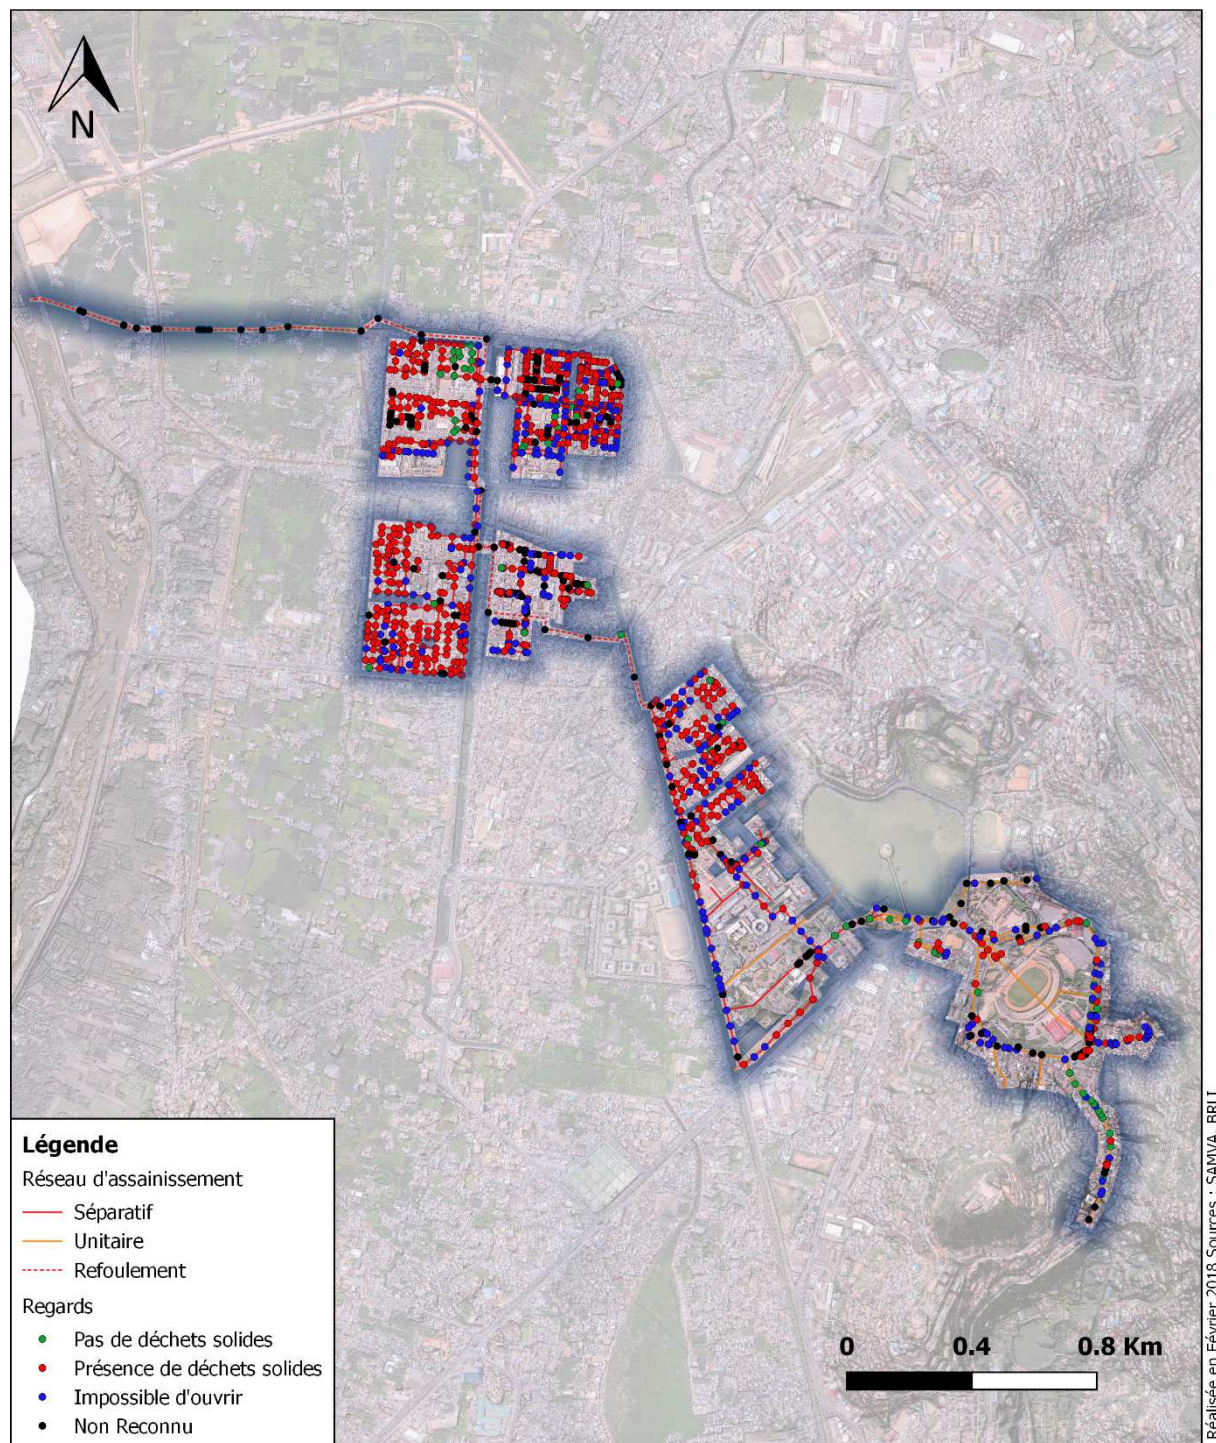 N
Légende
Réseau d'assainissement
Séparatif
Unitaire
Refoulement
Regards
Pas de déchets solides
Présence de déchets solides
Impossible d'ouvrir
Non Reconnu
0 0.4 0.8 Km
Réalisée en Février 2018 Sources : SAMVA, BRLI